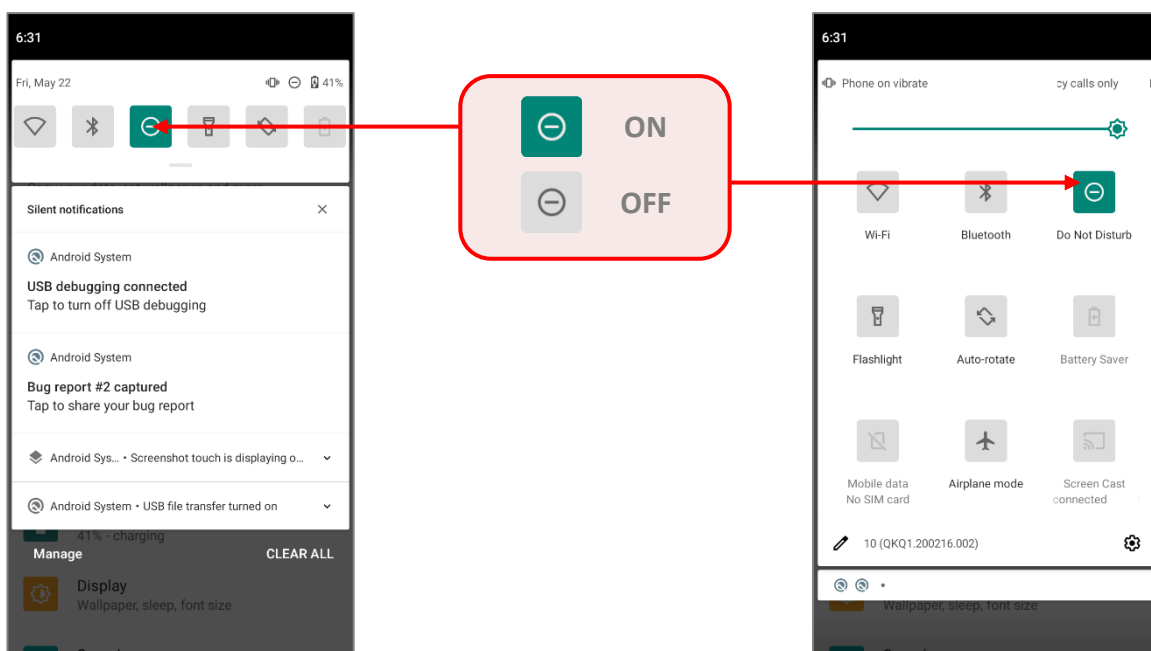 6:31
Fri, May 22
41%
Silent notifications
Android System
USB debugging connected
Tap to turn off USB debugging
Android System
Bug report #2 captured
Tap to share your bug report
Android Sys... • Screenshot touch is displaying o...
Android System • USB file transfer turned on
41% - charging
Manage
CLEAR ALL
Display
Wallpaper, sleep, font size
ON
OFF
6:31
Phone on vibrate
cy calls only
Wi-Fi
Bluetooth
Do Not Disturb
Flashlight
Auto-rotate
Battery Saver
Mobile data
No SIM card
Airplane mode
Screen Cast
connected
10 (QKQ1.200216.002)
Wallpaper, sleep, font size